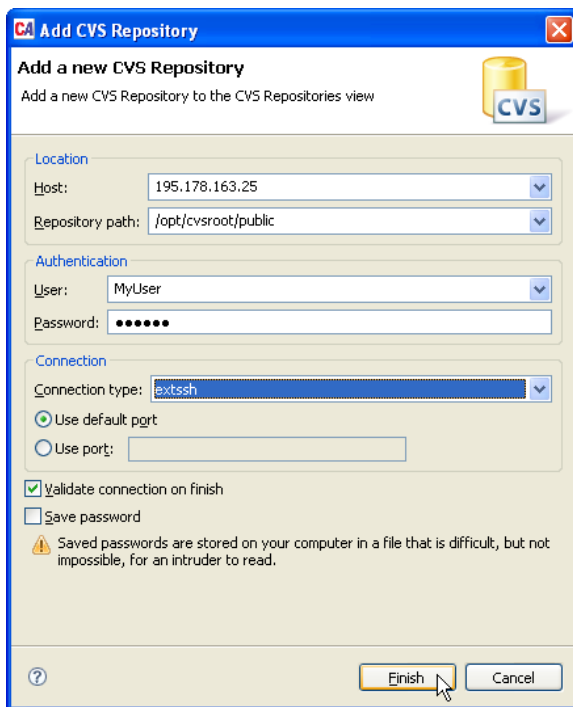 CA Add CVS Repository
Add a new CVS Repository
Add a new CVS Repository to the CVS Repositories view
CVS
Location
Host: 195.178.163.25
Repository path: /opt/cvsroot/public
Authentication
User: MyUser
Password: ●●●●●●
Connection
Connection type: extssh
Use default port
Use port:
Validate connection on finish
Save password
Saved passwords are stored on your computer in a file that is difficult, but not
impossible, for an intruder to read.
? Finish Cancel